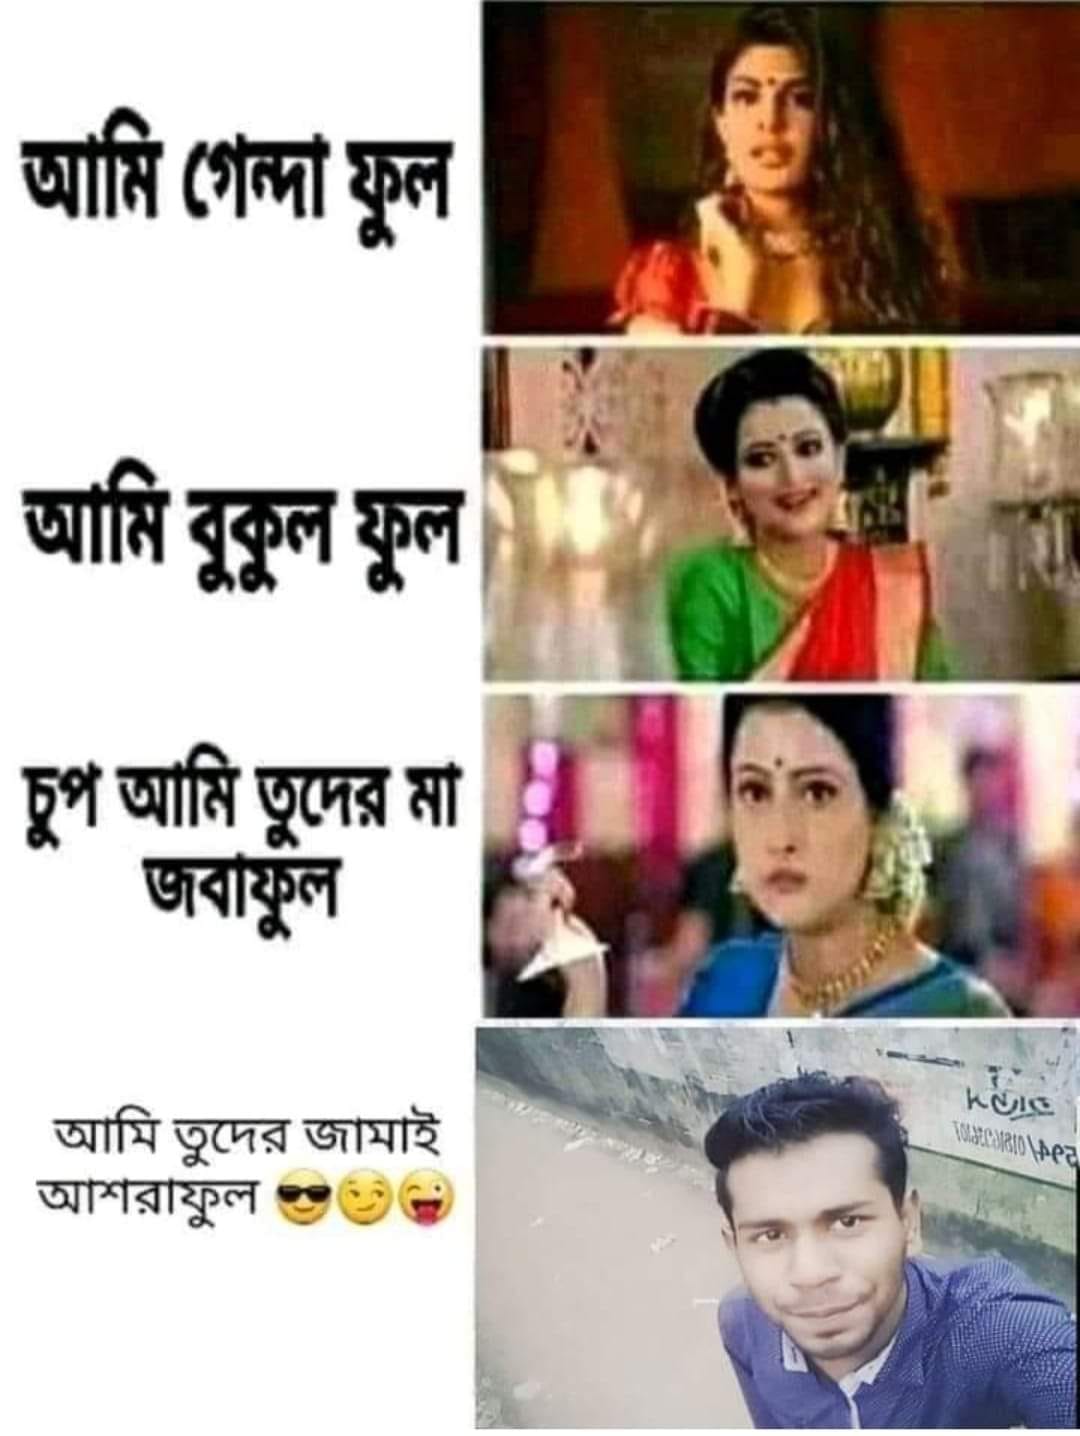 আমি গেন্দা ফুল
আমি বুকুল ফুল
চুপ আমি তুদের মা
জবাফুল
আমি তুদের জামাই
আশরাফুল 😎😏😜